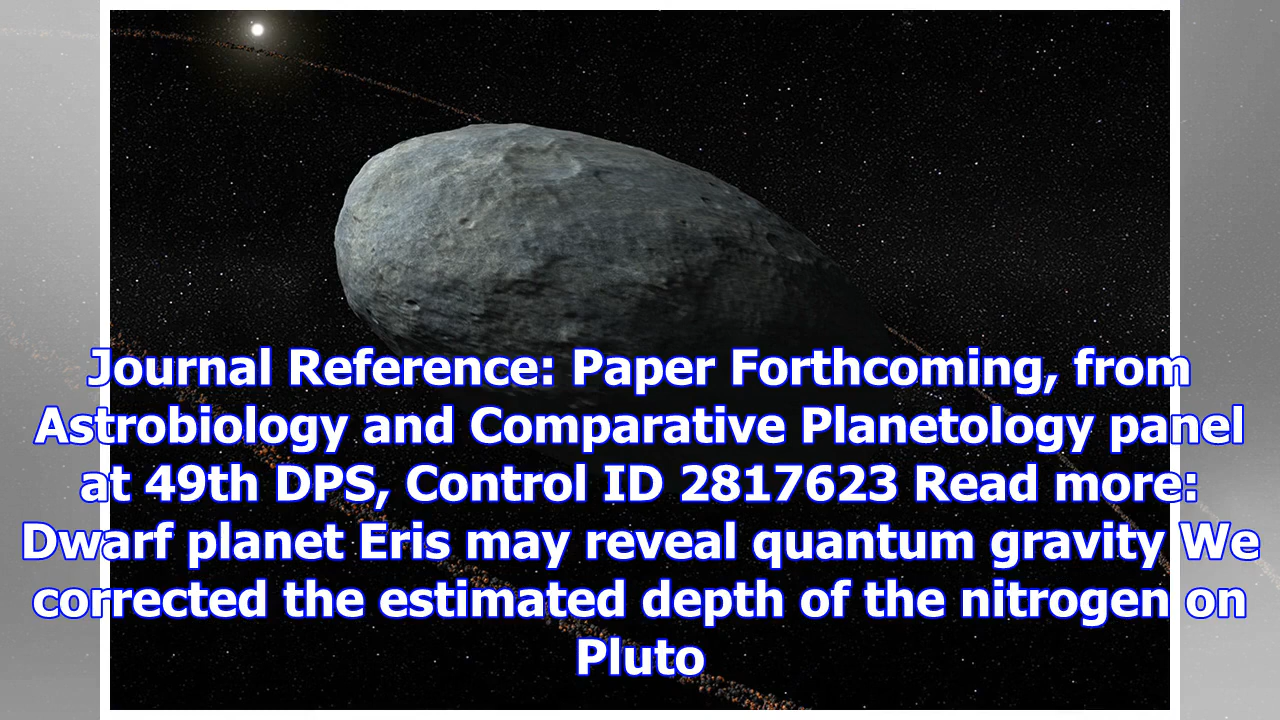 Journal Reference: Paper Forthcoming, from
Astrobiology and Comparative Planetology panel
at 49th DPS, Control ID 2817623 Read more:
Dwarf planet Eris may reveal quantum gravity We
corrected the estimated depth of the nitrogen on
Pluto